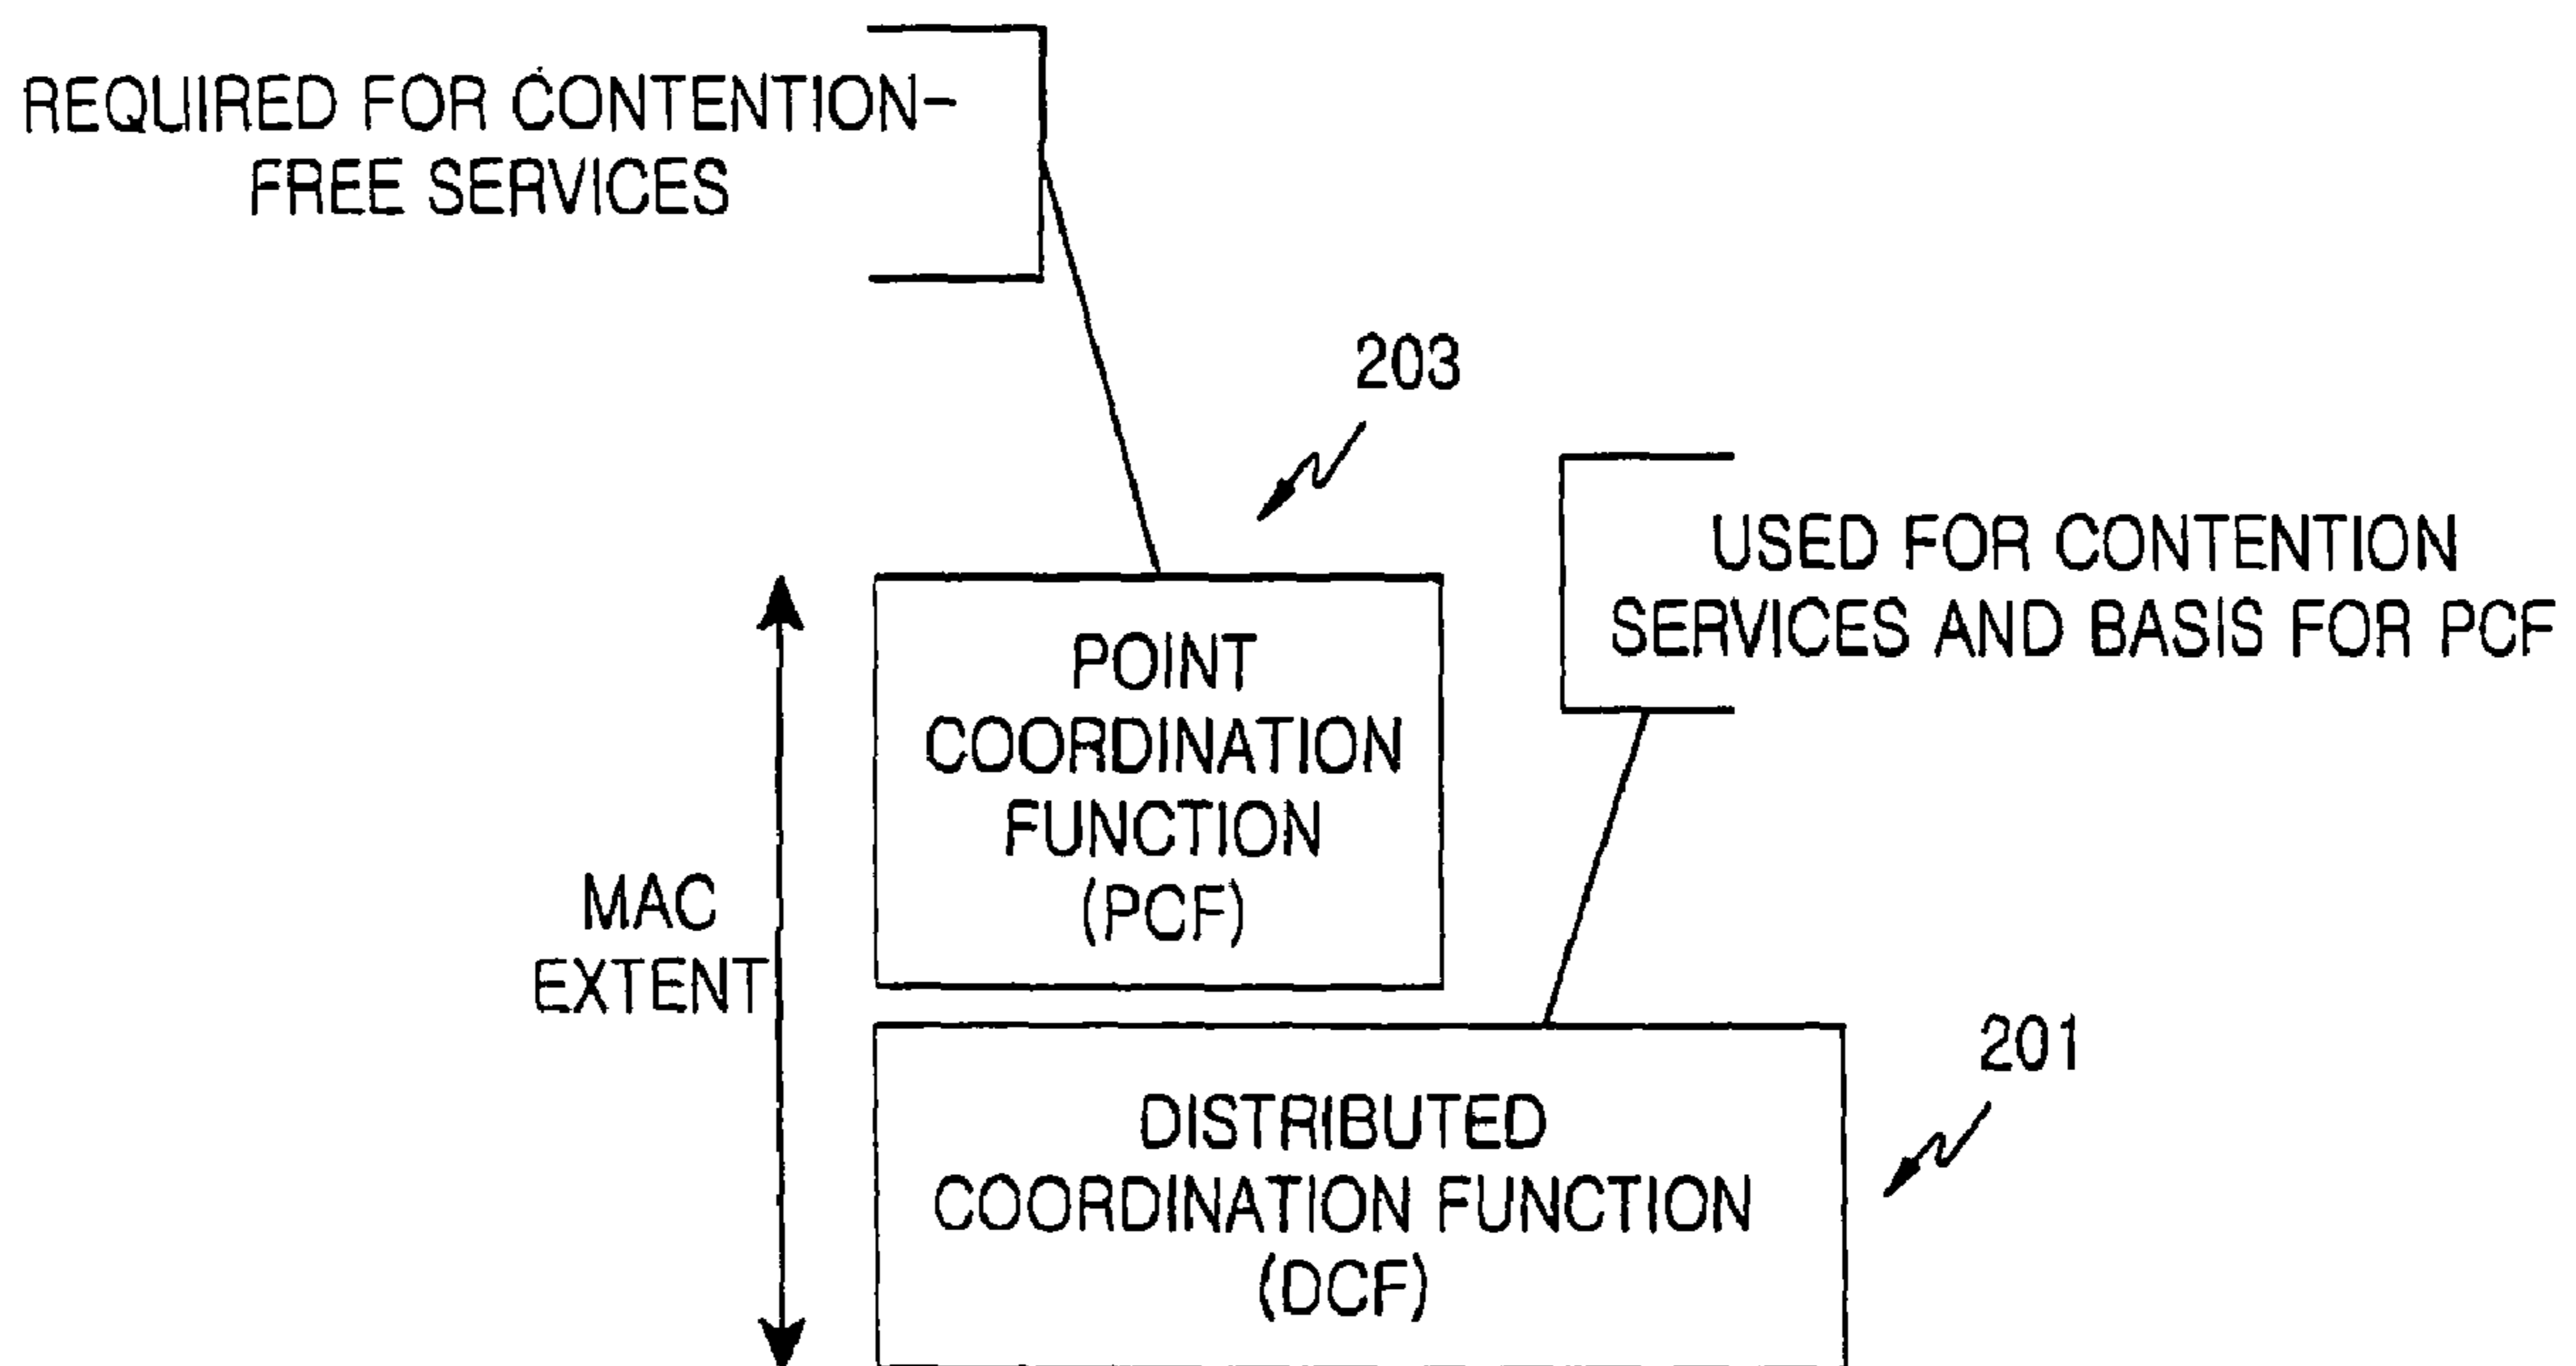 REQUIRED FOR CONTENTION-
FREE SERVICES
203
USED FOR CONTENTION
SERVICES AND BASIS FOR PCF
POINT
COORDINATION
FUNCTION
(PCF)
MAC
EXTENT
201
DISTRIBUTED
COORDINATION FUNCTION
(DCF)